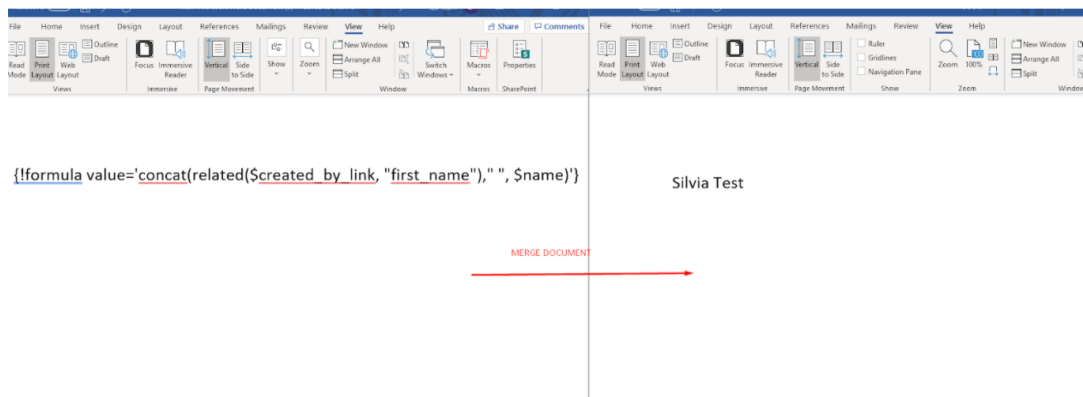 File Home Insert Design Layout References Mailings Review View Help Share Comments
Outline
Draft
Read Mode Print Layout Web Layout
Focus Immersive Reader
Vertical Side to Side
Show Zoom
New Window
Arrange All
Split
Switch Windows
Macros Properties
Views Immersive Page Movement Window Macros SharePoint
File Home Insert Design Layout References Mailings Review View Help
Outline
Draft
Read Mode Print Layout Web Layout
Focus Immersive Reader
Vertical Side to Side
Ruler
Gridlines
Navigation Pane
Zoom 100%
New Window
Arrange All
Split
Views Immersive Page Movement Show Zoom Window
{!formula value='concat(related($created_by_link, "first_name")," ", $name)'}
Silvia Test
MERGE DOCUMENT